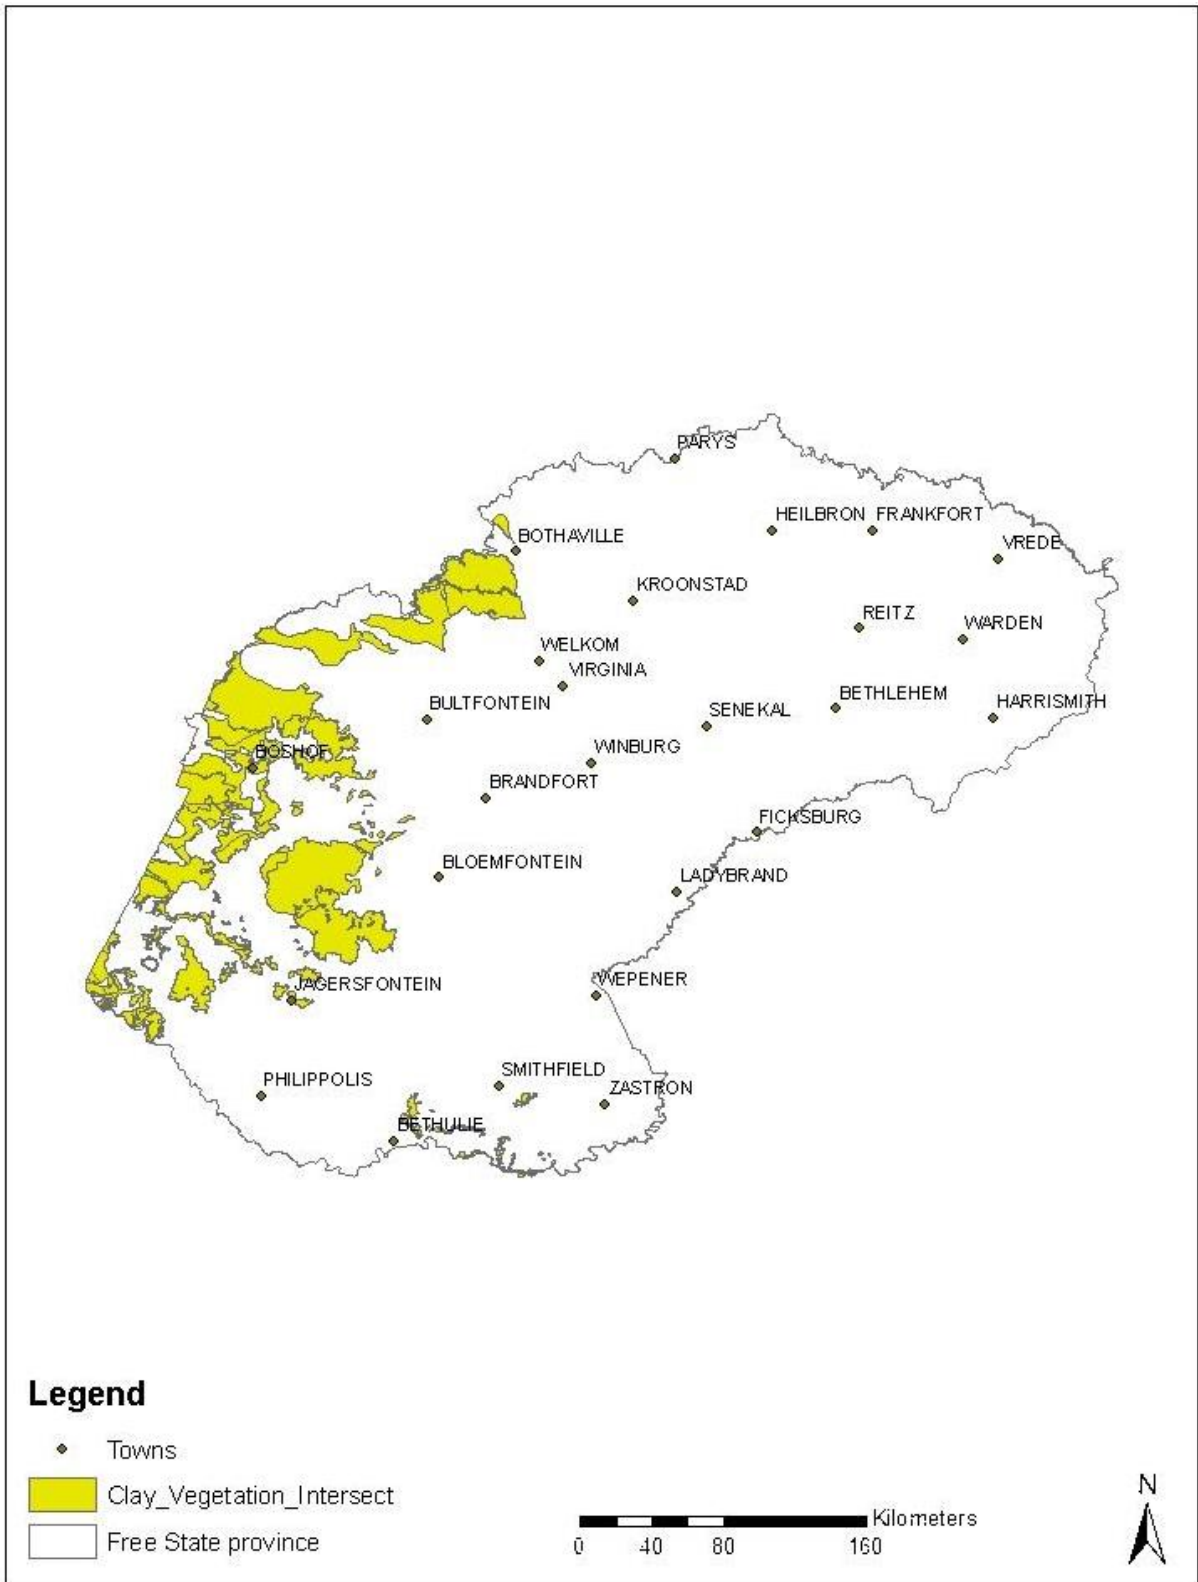 PARYS
HEILBRON FRANKFORT
BOTHAVILLE
VREDE
KROONSTAD
REITZ
WARDEN
WELKOM
VIRGINIA
BETHLEHEM
BULTFONTEIN
SENEKAL
HARRISMITH
WINBURG
BOSHOF
BRANDFORT
FICKSBURG
BLOEMFONTEIN
LADYBRAND
JAGERSFONTEIN
WEPENER
SMITHFIELD
PHILIPPOLIS
ZASTRON
BETHULIE
Legend
Towns
Clay_Vegetation_Intersect
Free State province
Kilometers
0 40 80 160
N